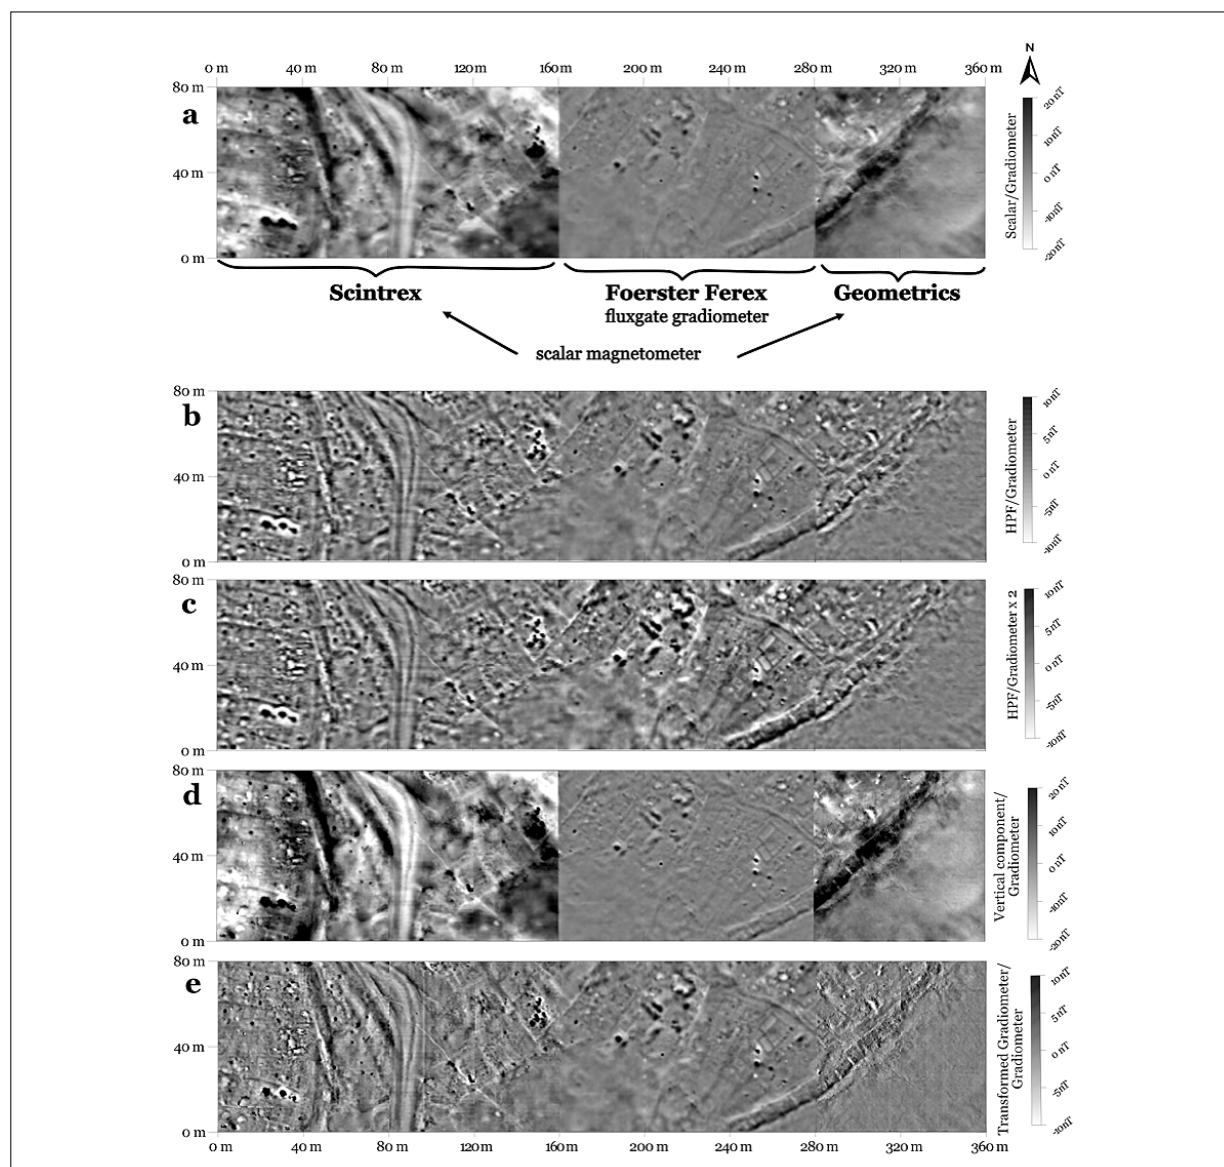 N
0 m 40 m 80 m 120 m 160 m 200 m 240 m 280 m 320 m 360 m
80 m
a
40 m
0 m
20 nT
10 nT
0 nT
-10 nT
-20 nT
Scalar/Gradiometer
Scintrex
Foerster Ferex
fluxgate gradiometer
Geometrics
scalar magnetometer
80 m
b
40 m
0 m
10 nT
5 nT
0 nT
-5 nT
-10 nT
HPF/Gradiometer
80 m
c
40 m
0 m
10 nT
5 nT
0 nT
-5 nT
-10 nT
HPF/Gradiometer x 2
80 m
d
40 m
0 m
20 nT
10 nT
0 nT
-10 nT
-20 nT
Vertical component/
Gradiometer
80 m
e
40 m
0 m
10 nT
5 nT
0 nT
-5 nT
-10 nT
Transformed Gradiometer/
Gradiometer
0 m 40 m 80 m 120 m 160 m 200 m 240 m 280 m 320 m 360 m